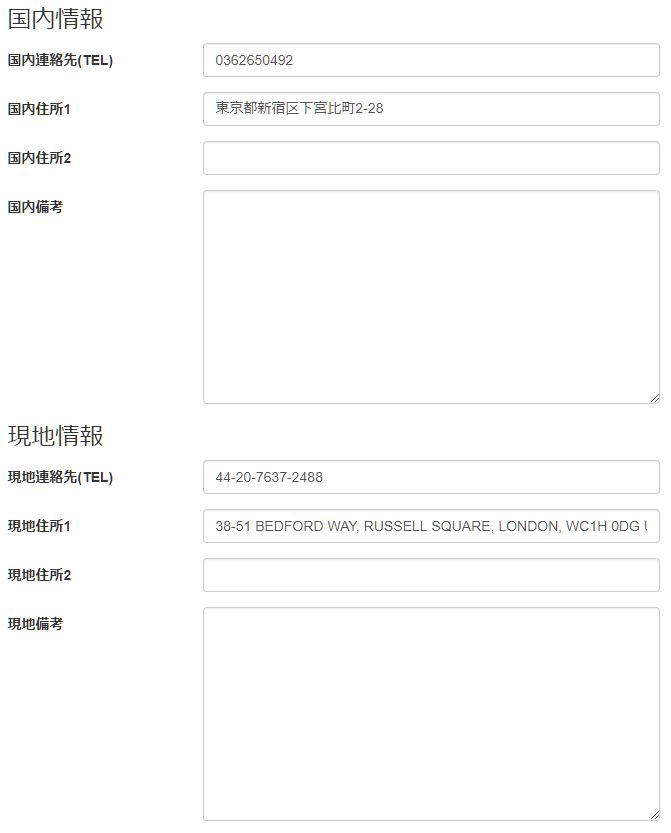 国内情報
国内連絡先(TEL) 0362650492
国内住所1 東京都新宿区下宮比町2-28
国内住所2
国内備考
現地情報
現地連絡先(TEL) 44-20-7637-2488
現地住所1 38-51 BEDFORD WAY, RUSSELL SQUARE, LONDON, WC1H 0DG
現地住所2
現地備考